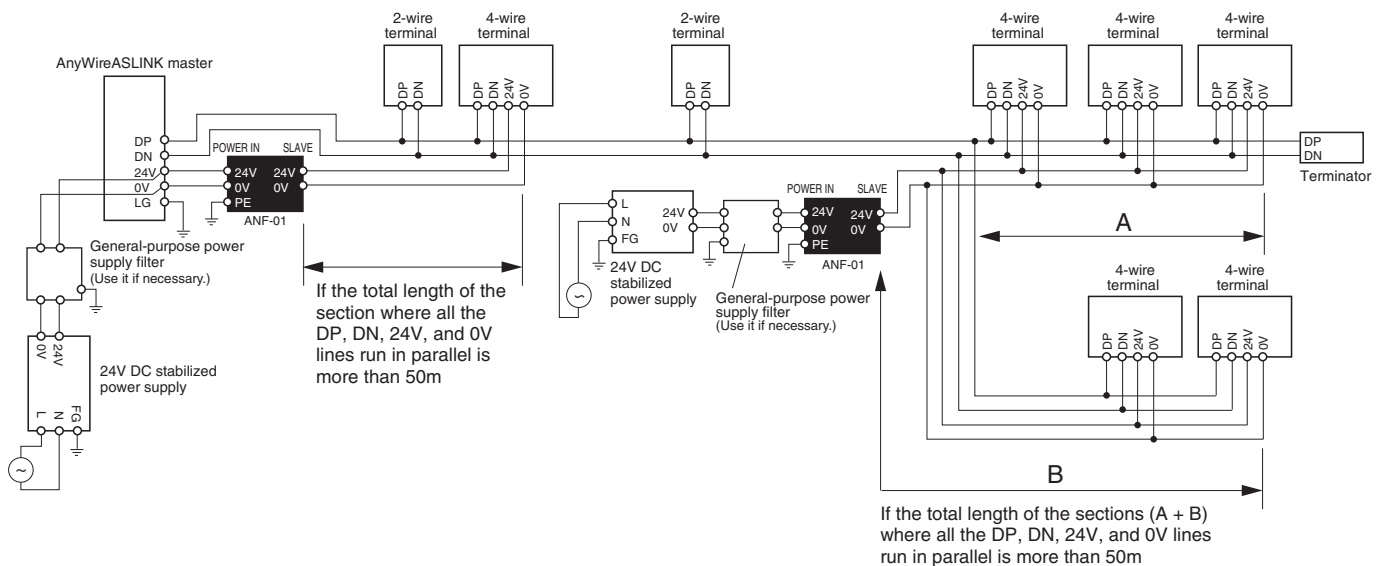 2-wire
terminal
4-wire
terminal
2-wire
terminal
4-wire
terminal
4-wire
terminal
4-wire
terminal
AnyWireASLINK master
DP
DN
DP
DN
24V
0V
DP
DN
DP
DN
24V
0V
DP
DN
24V
0V
DP
DN
24V
0V
DP
DN
24V
0V
LG
POWER IN
SLAVE
24V
0V
PE
24V
0V
ANF-01
DP
DN
Terminator
General-purpose power
supply filter
(Use it if necessary.)
0V
24V
24V DC stabilized
power supply
L
N
FG
~
If the total length of the
section where all the
DP, DN, 24V, and 0V
lines run in parallel is
more than 50m
L
N
FG
24V
0V
24V DC
stabilized
power supply
~
General-purpose power
supply filter
(Use it if necessary.)
POWER IN
SLAVE
24V
0V
PE
24V
0V
ANF-01
A
4-wire
terminal
4-wire
terminal
DP
DN
24V
0V
DP
DN
24V
0V
B
If the total length of the sections (A + B)
where all the DP, DN, 24V, and 0V lines
run in parallel is more than 50m